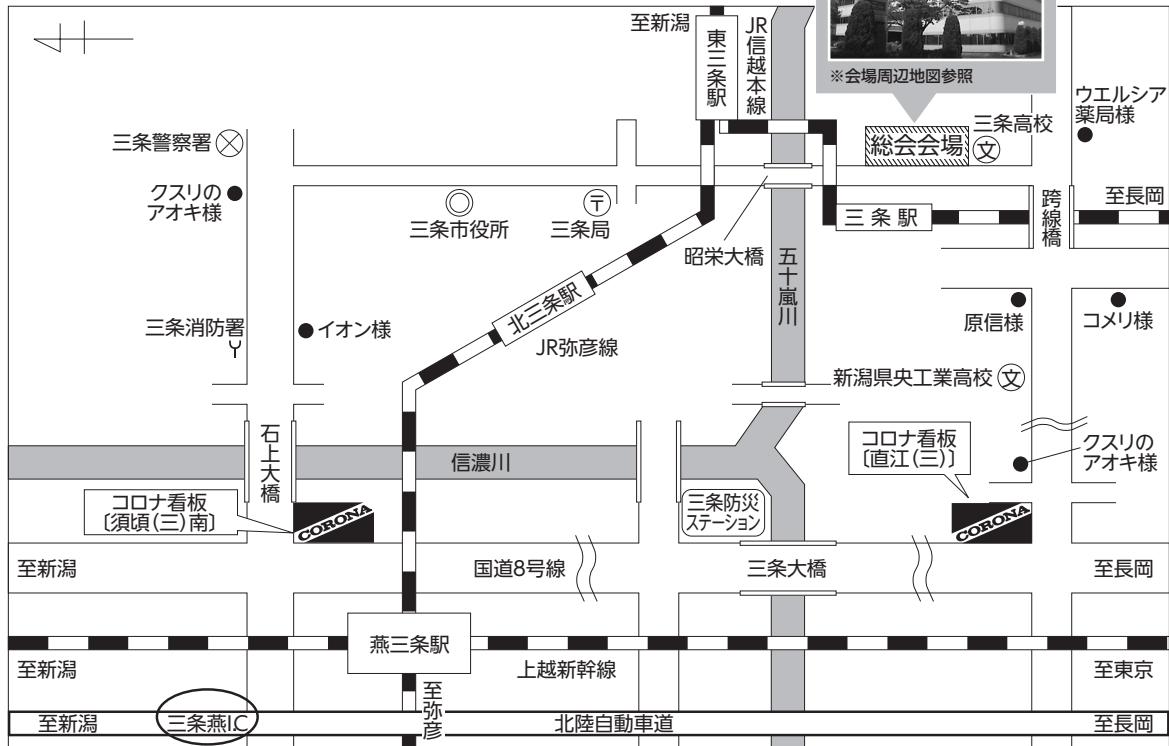 至新潟
東三条駅
JR信越本線
※会場周辺地図参照
ウエルシア
薬局様
三条警察署
三条高校
総会会場
文
クスリの
アオキ様
三条市役所
〒
三条局
昭栄大橋
三条駅
跨線橋
至長岡
五十嵐川
北三条駅
JR弥彦線
原信様
コメリ様
三条消防署
イオン様
新潟県央工業高校
文
石上大橋
信濃川
コロナ看板
〔直江(三)〕
クスリの
アオキ様
コロナ看板
〔須頃(三)南〕
CORONA
三条防災
ステーション
CORONA
至新潟
国道8号線
三条大橋
至長岡
燕三条駅
至新潟
上越新幹線
至東京
至弥彦
至新潟
三条燕I.C
北陸自動車道
至長岡